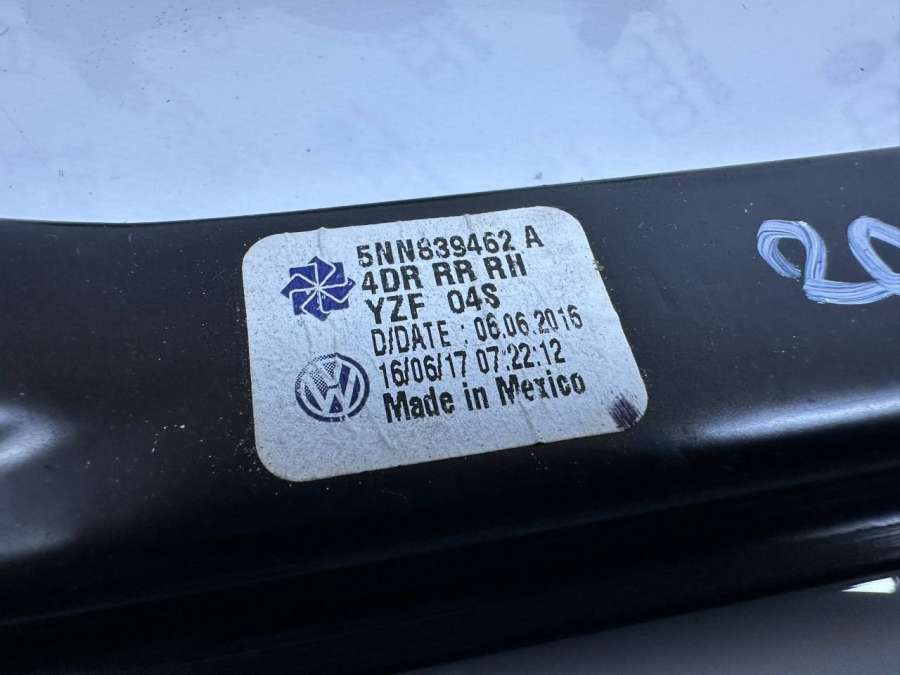 5NN839462 A
4DR RR RH
YZF 04S
D/DATE : 06.06.2016
16/06/17 07:22:12
Made in Mexico